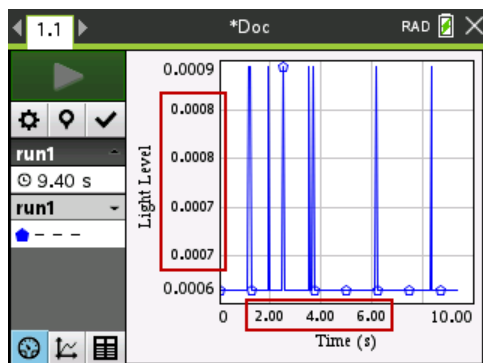 1.1 *Doc RAD
run1
9.40 s
run1
- - -
Light Level
0.0009
0.0008
0.0008
0.0007
0.0007
0.0006
0 2.00 4.00 6.00 10.00
Time (s)